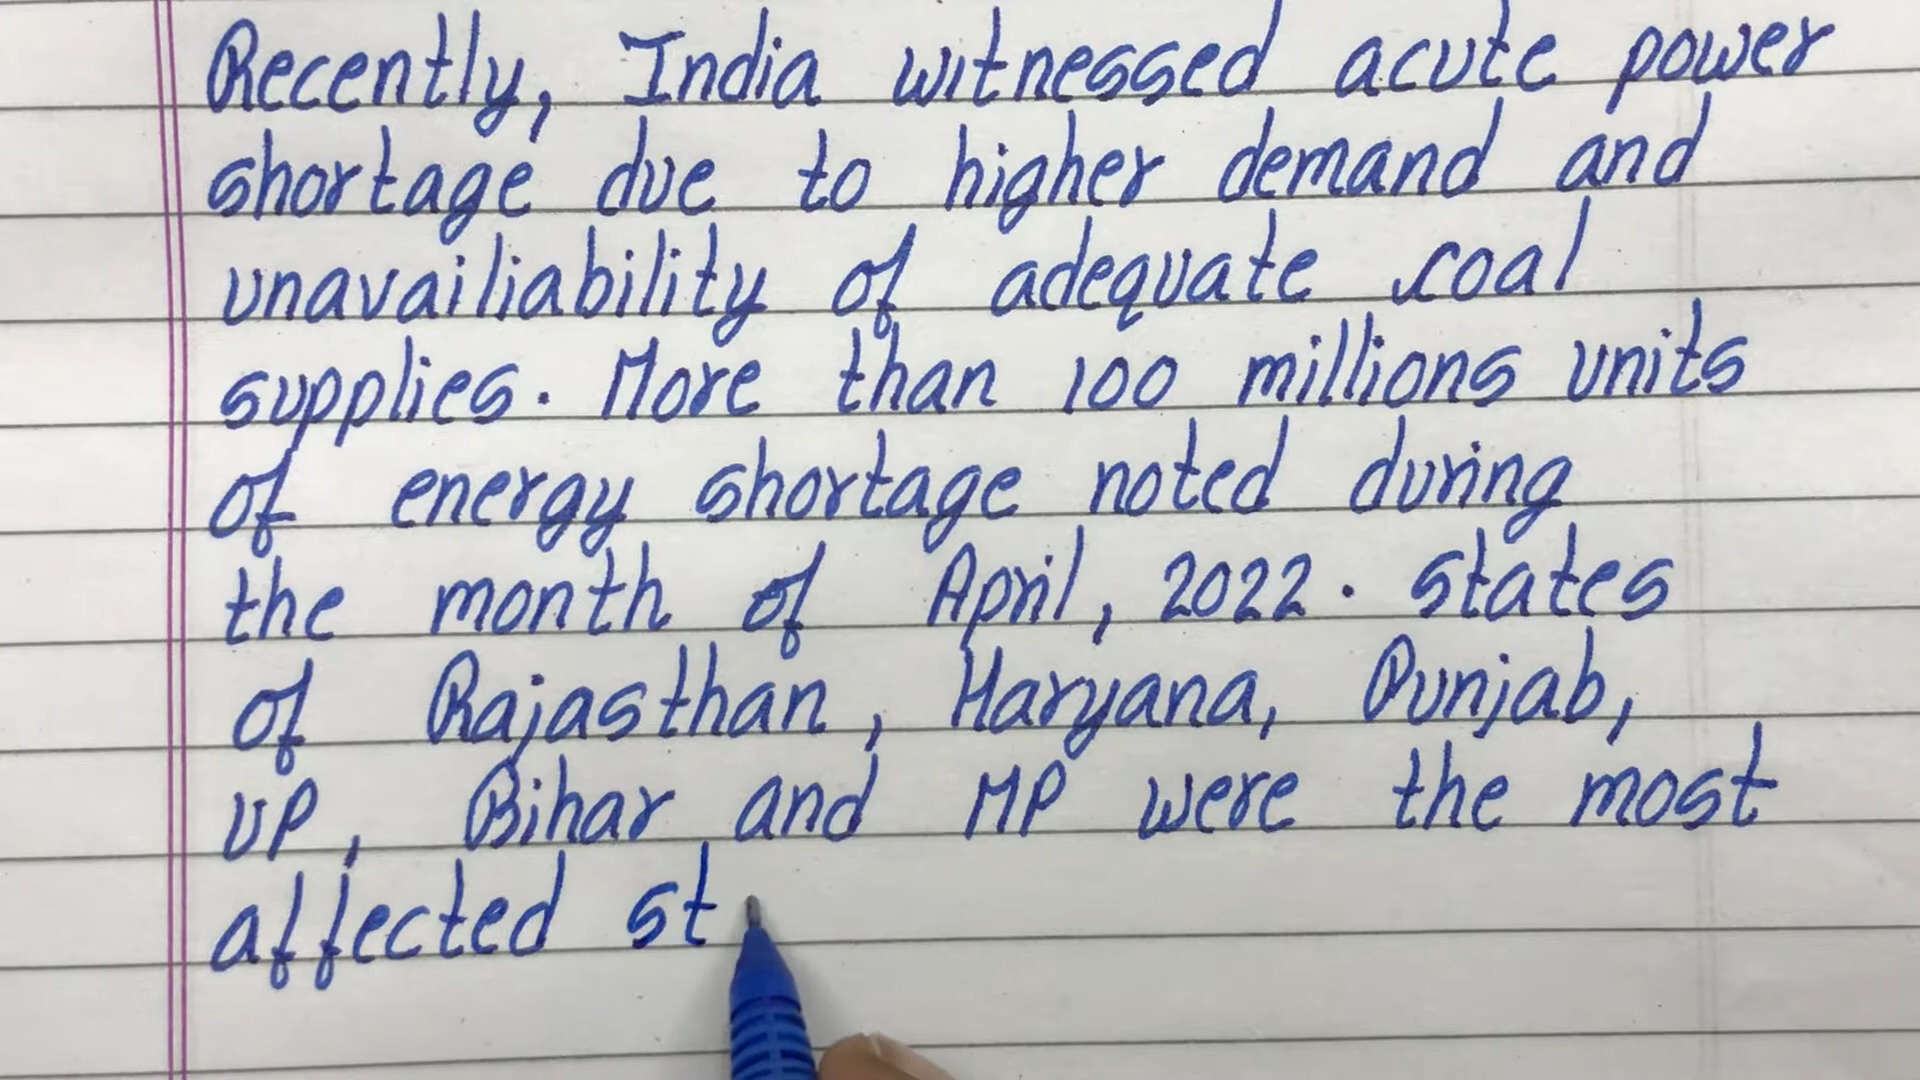 Recently, India witnessed acute power
shortage due to higher demand and
unavailiability of adequate coal
supplies. More than 100 millions units
of energy shortage noted during
the month of April, 2022. states
of Rajasthan, Haryana, Punjab,
UP, Bihar and MP were the most
affected st